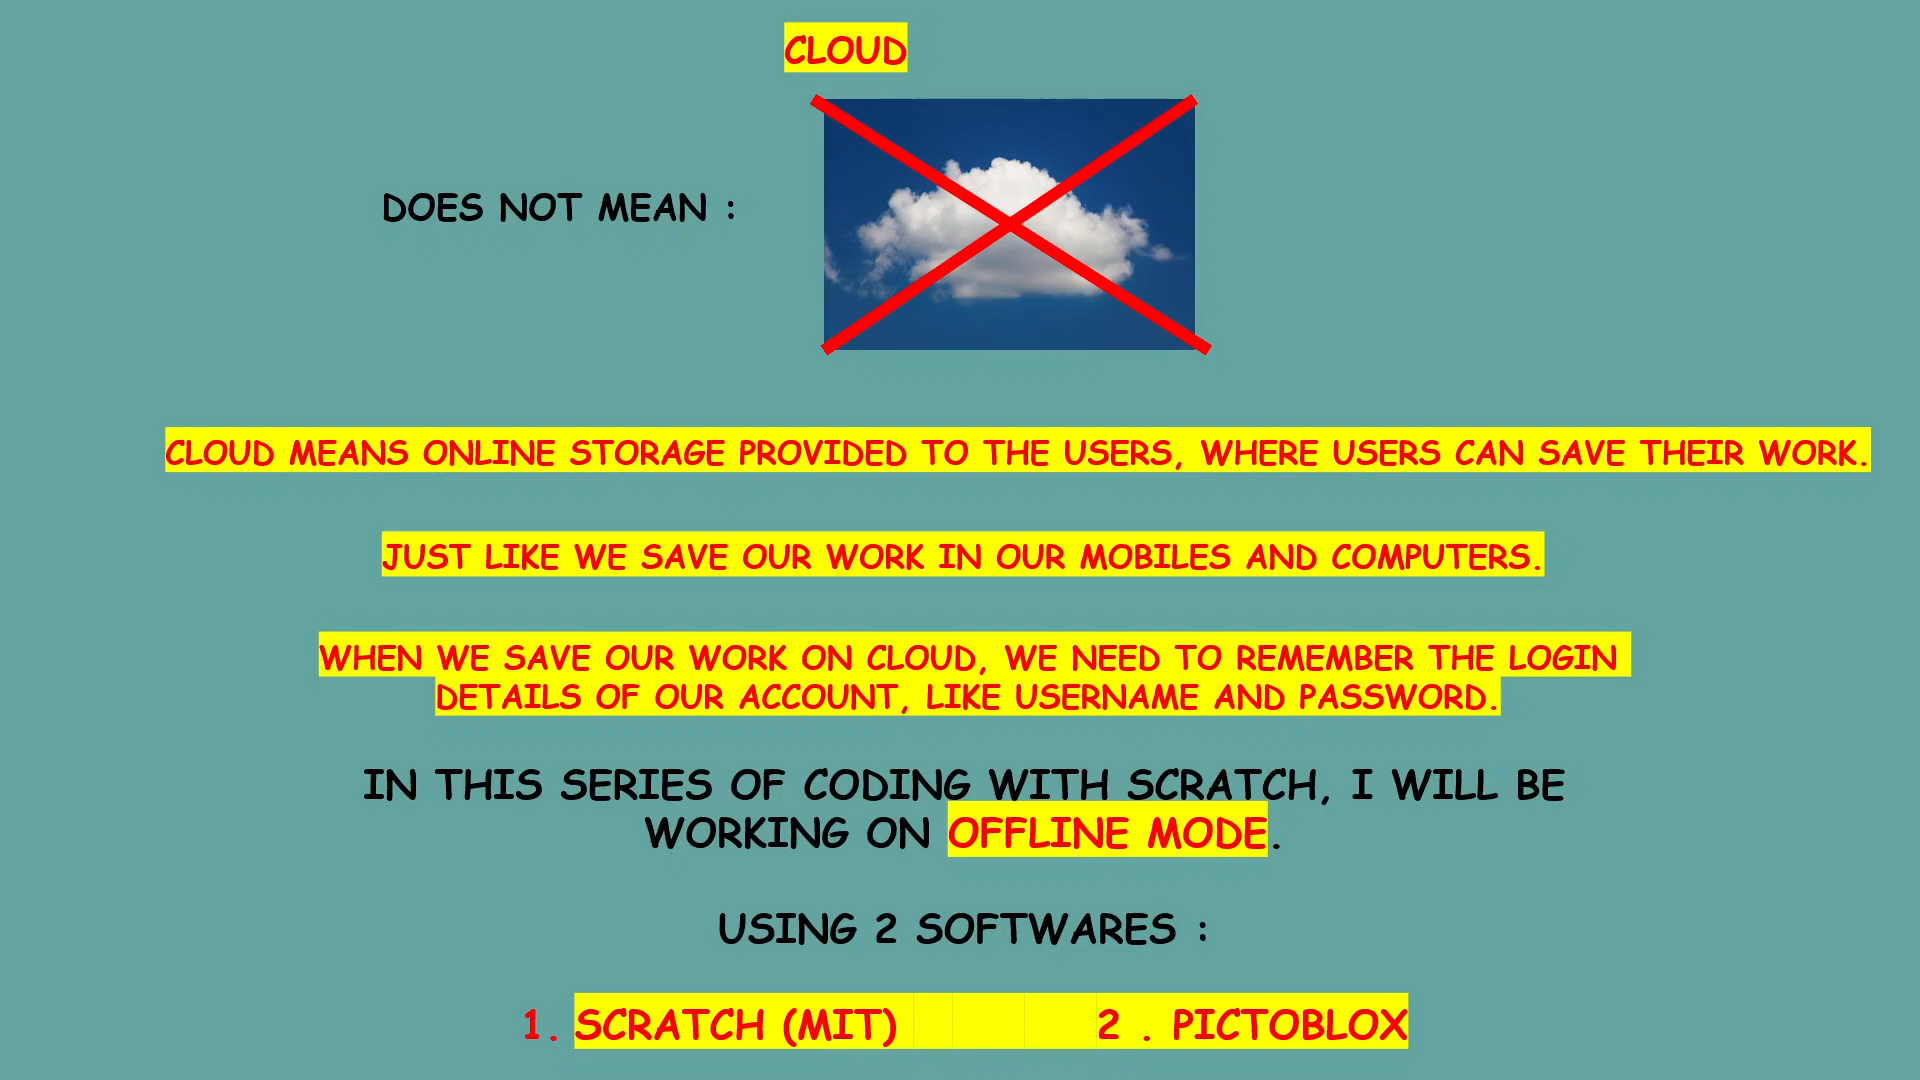 CLOUD
DOES NOT MEAN :
CLOUD MEANS ONLINE STORAGE PROVIDED TO THE USERS, WHERE USERS CAN SAVE THEIR WORK.
JUST LIKE WE SAVE OUR WORK IN OUR MOBILES AND COMPUTERS.
WHEN WE SAVE OUR WORK ON CLOUD, WE NEED TO REMEMBER THE LOGIN
DETAILS OF OUR ACCOUNT, LIKE USERNAME AND PASSWORD.
IN THIS SERIES OF CODING WITH SCRATCH, I WILL BE
WORKING ON OFFLINE MODE.
USING 2 SOFTWARES :
1. SCRATCH (MIT) 2 . PICTOBLOX